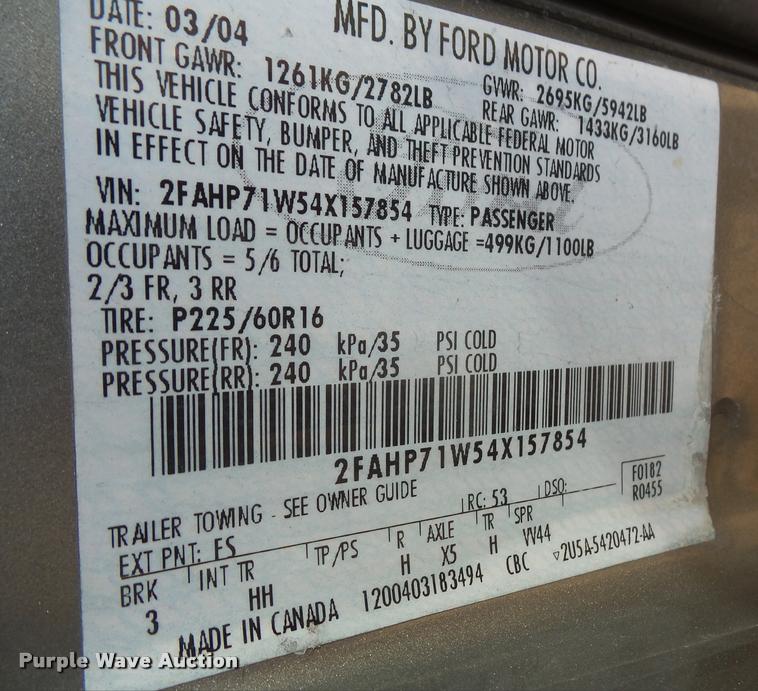 DATE: 03/04 MFD. BY FORD MOTOR CO.
FRONT GAWR: 1261KG/2782LB GVWR: 2695KG/5942LB
REAR GAWR: 1433KG/3160LB
THIS VEHICLE CONFORMS TO ALL APPLICABLE FEDERAL MOTOR
VEHICLE SAFETY, BUMPER, AND THEFT PREVENTION STANDARDS
IN EFFECT ON THE DATE OF MANUFACTURE SHOWN ABOVE.
VIN: 2FAHP71W54X157854 TYPE: PASSENGER
MAXIMUM LOAD = OCCUPANTS + LUGGAGE =499KG/1100LB
OCCUPANTS = 5/6 TOTAL;
2/3 FR, 3 RR
TIRE: P225/60R16
PRESSURE(FR): 240 kPa/35 PSI COLD
PRESSURE(RR): 240 kPa/35 PSI COLD
2FAHP71W54X157854
TRAILER TOWING - SEE OWNER GUIDE
EXT PNT: FS RC: 53 DSO: F0182
R0455
BRK INT TR TP/PS R AXLE TR SPR
3 HH H X5 H VV44
MADE IN CANADA 1200403183494 CBC ▽2U5A-5420472-AA
Purple Wave Auction